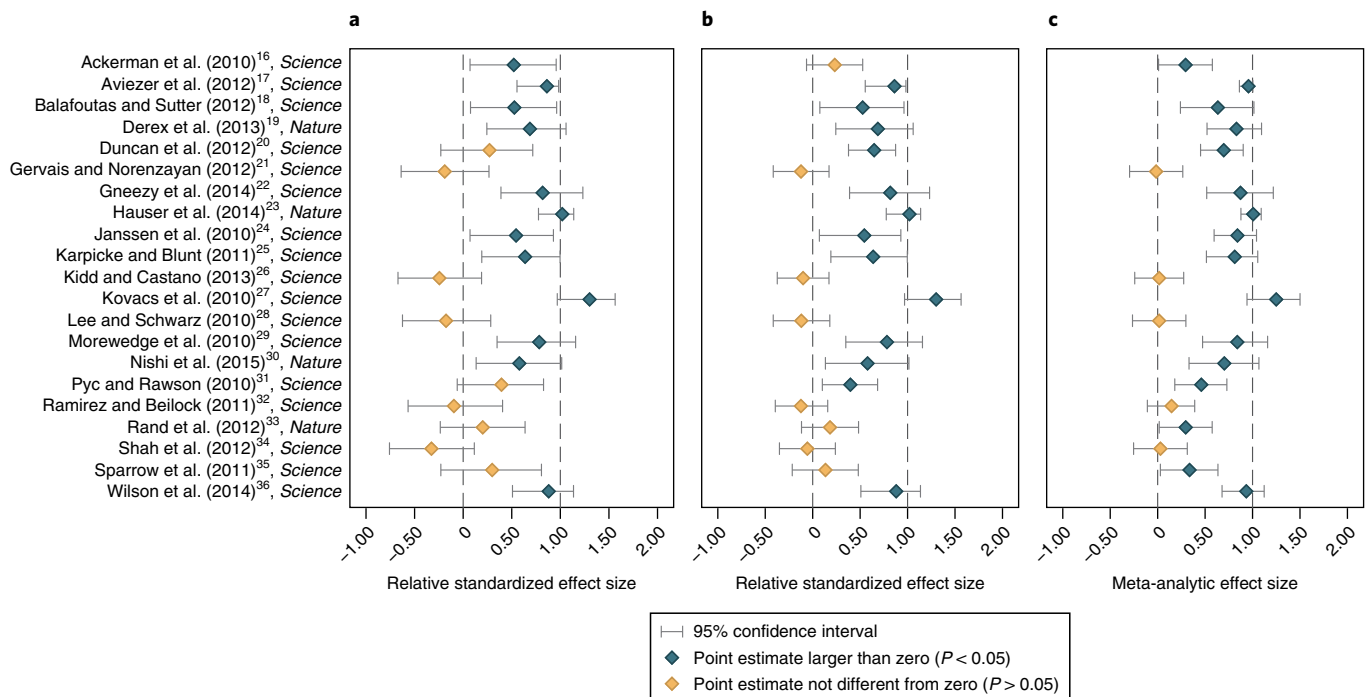 a b c
Ackerman et al. (2010)16, Science
Aviezer et al. (2012)17, Science
Balafoutas and Sutter (2012)18, Science
Derex et al. (2013)19, Nature
Duncan et al. (2012)20, Science
Gervais and Norenzayan (2012)21, Science
Gneezy et al. (2014)22, Science
Hauser et al. (2014)23, Nature
Janssen et al. (2010)24, Science
Karpicke and Blunt (2011)25, Science
Kidd and Castano (2013)26, Science
Kovacs et al. (2010)27, Science
Lee and Schwarz (2010)28, Science
Morewedge et al. (2010)29, Science
Nishi et al. (2015)30, Nature
Pyc and Rawson (2010)31, Science
Ramirez and Beilock (2011)32, Science
Rand et al. (2012)33, Nature
Shah et al. (2012)34, Science
Sparrow et al. (2011)35, Science
Wilson et al. (2014)36, Science
−1.00 −0.50 0 0.50 1.00 2.00 −1.00 −0.50 0 0.50 1.00 2.00 −1.00 −0.50 0 0.50 1.00 2.00
Relative standardized effect size Relative standardized effect size Meta-analytic effect size
95% confidence interval
Point estimate larger than zero (P < 0.05)
Point estimate not different from zero (P > 0.05)